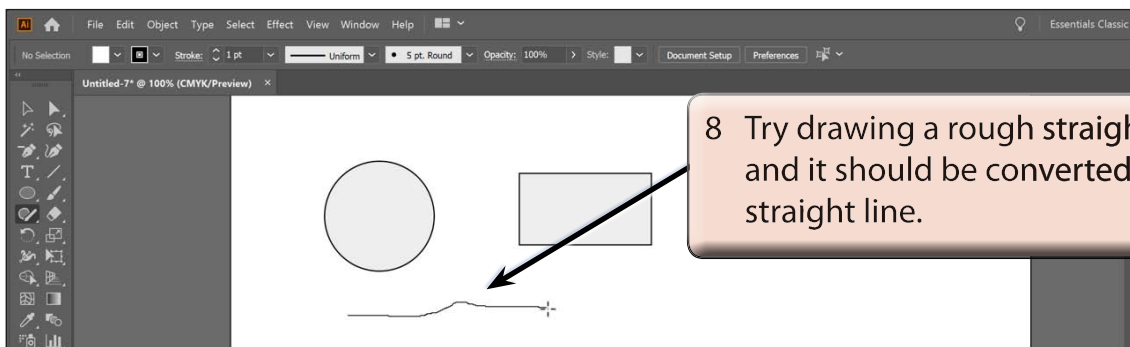 Ai File Edit Object Type Select Effect View Window Help Essentials Classic
No Selection Stroke: 1 pt Uniform 5 pt. Round Opacity: 100% Style: Document Setup Preferences
Untitled-7* @ 100% (CMYK/Preview) ×
8 Try drawing a rough
and it should be converted
straight line.